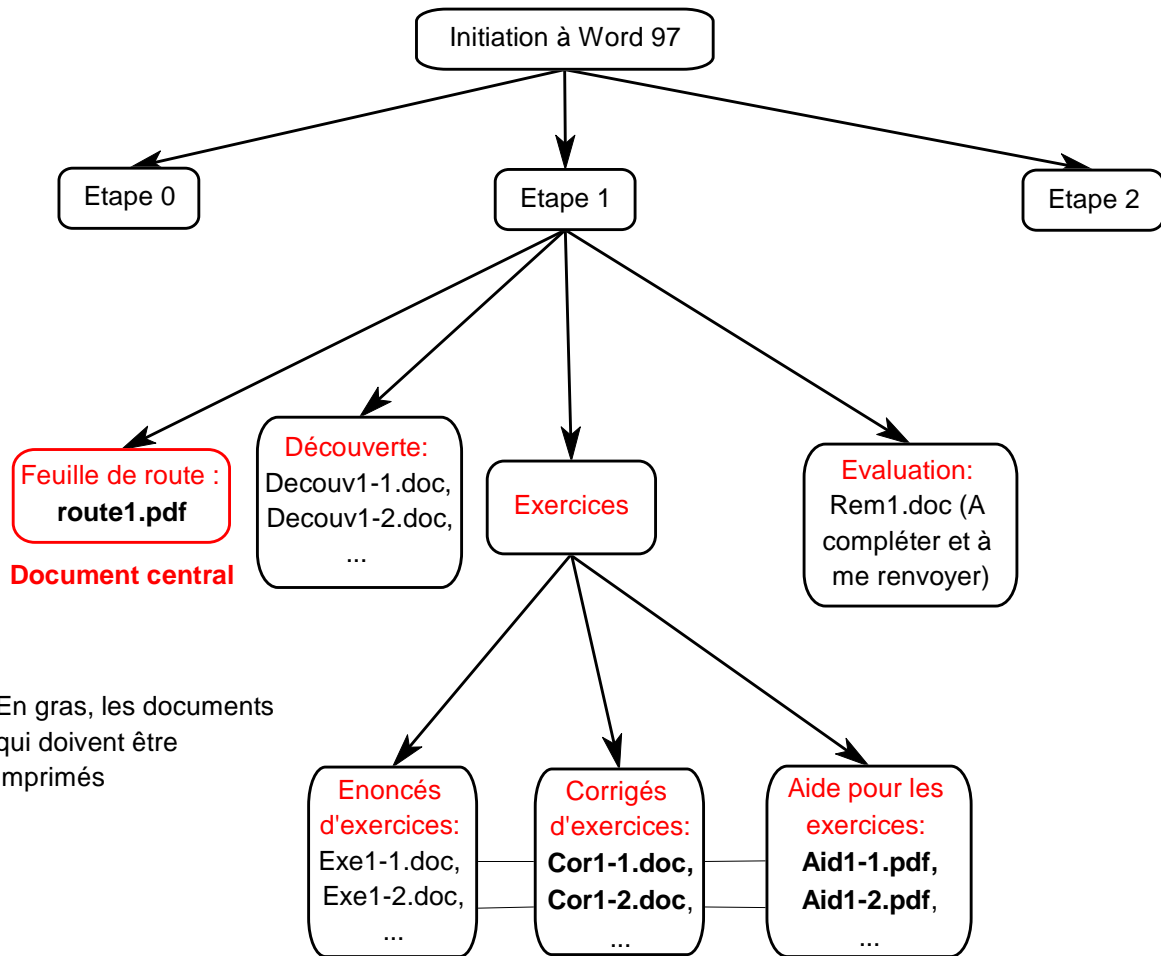 Initiation à Word 97
Etape 0
Etape 1
Etape 2
Feuille de route :
route1.pdf
Document central
Découverte:
Decouv1-1.doc,
Decouv1-2.doc,
...
Exercices
Evaluation:
Rem1.doc (A
compléter et à
me renvoyer)
En gras, les documents
qui doivent être
imprimés
Enoncés
d'exercices:
Exe1-1.doc,
Exe1-2.doc,
...
Corrigés
d'exercices:
Cor1-1.doc,
Cor1-2.doc,
...
Aide pour les
exercices:
Aid1-1.pdf,
Aid1-2.pdf,
...